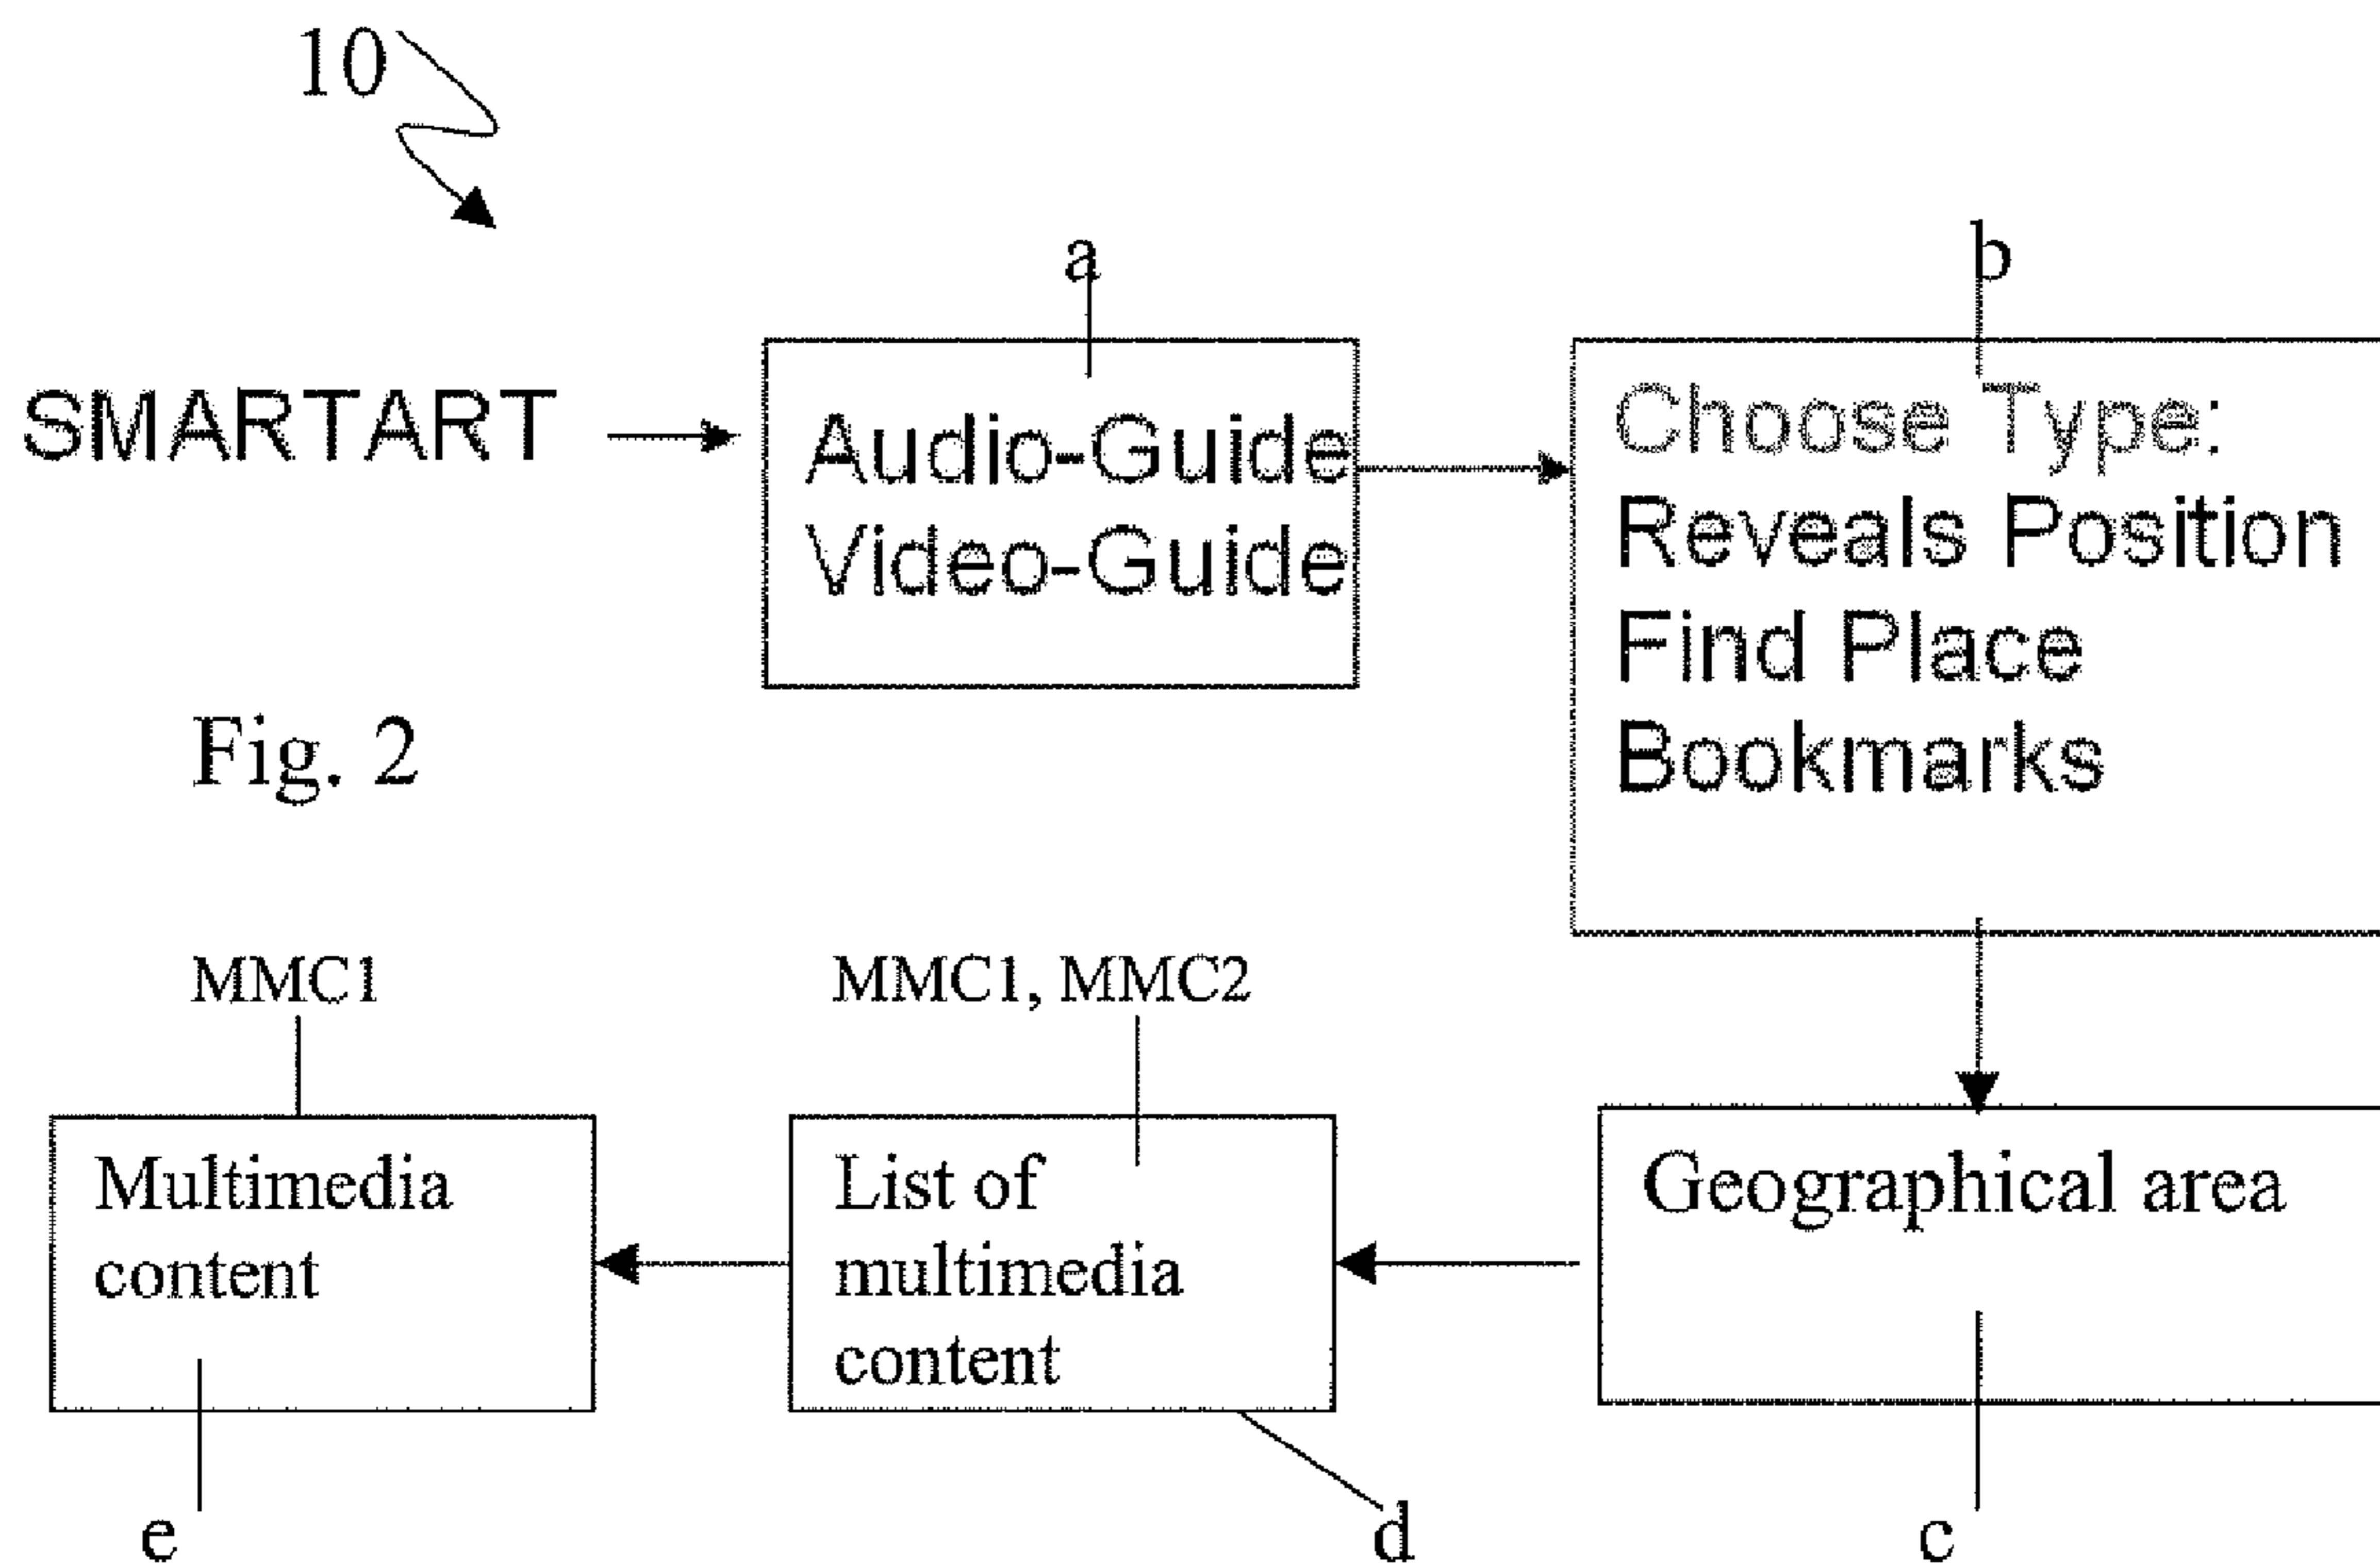 10
a
b
SMARTART
Audio-Guide
Video-Guide
Choose Type:
Reveals Position
Find Place
Bookmarks
Fig. 2
MMC1
MMC1, MMC2
Multimedia
content
List of
multimedia
content
Geographical area
e
d
c